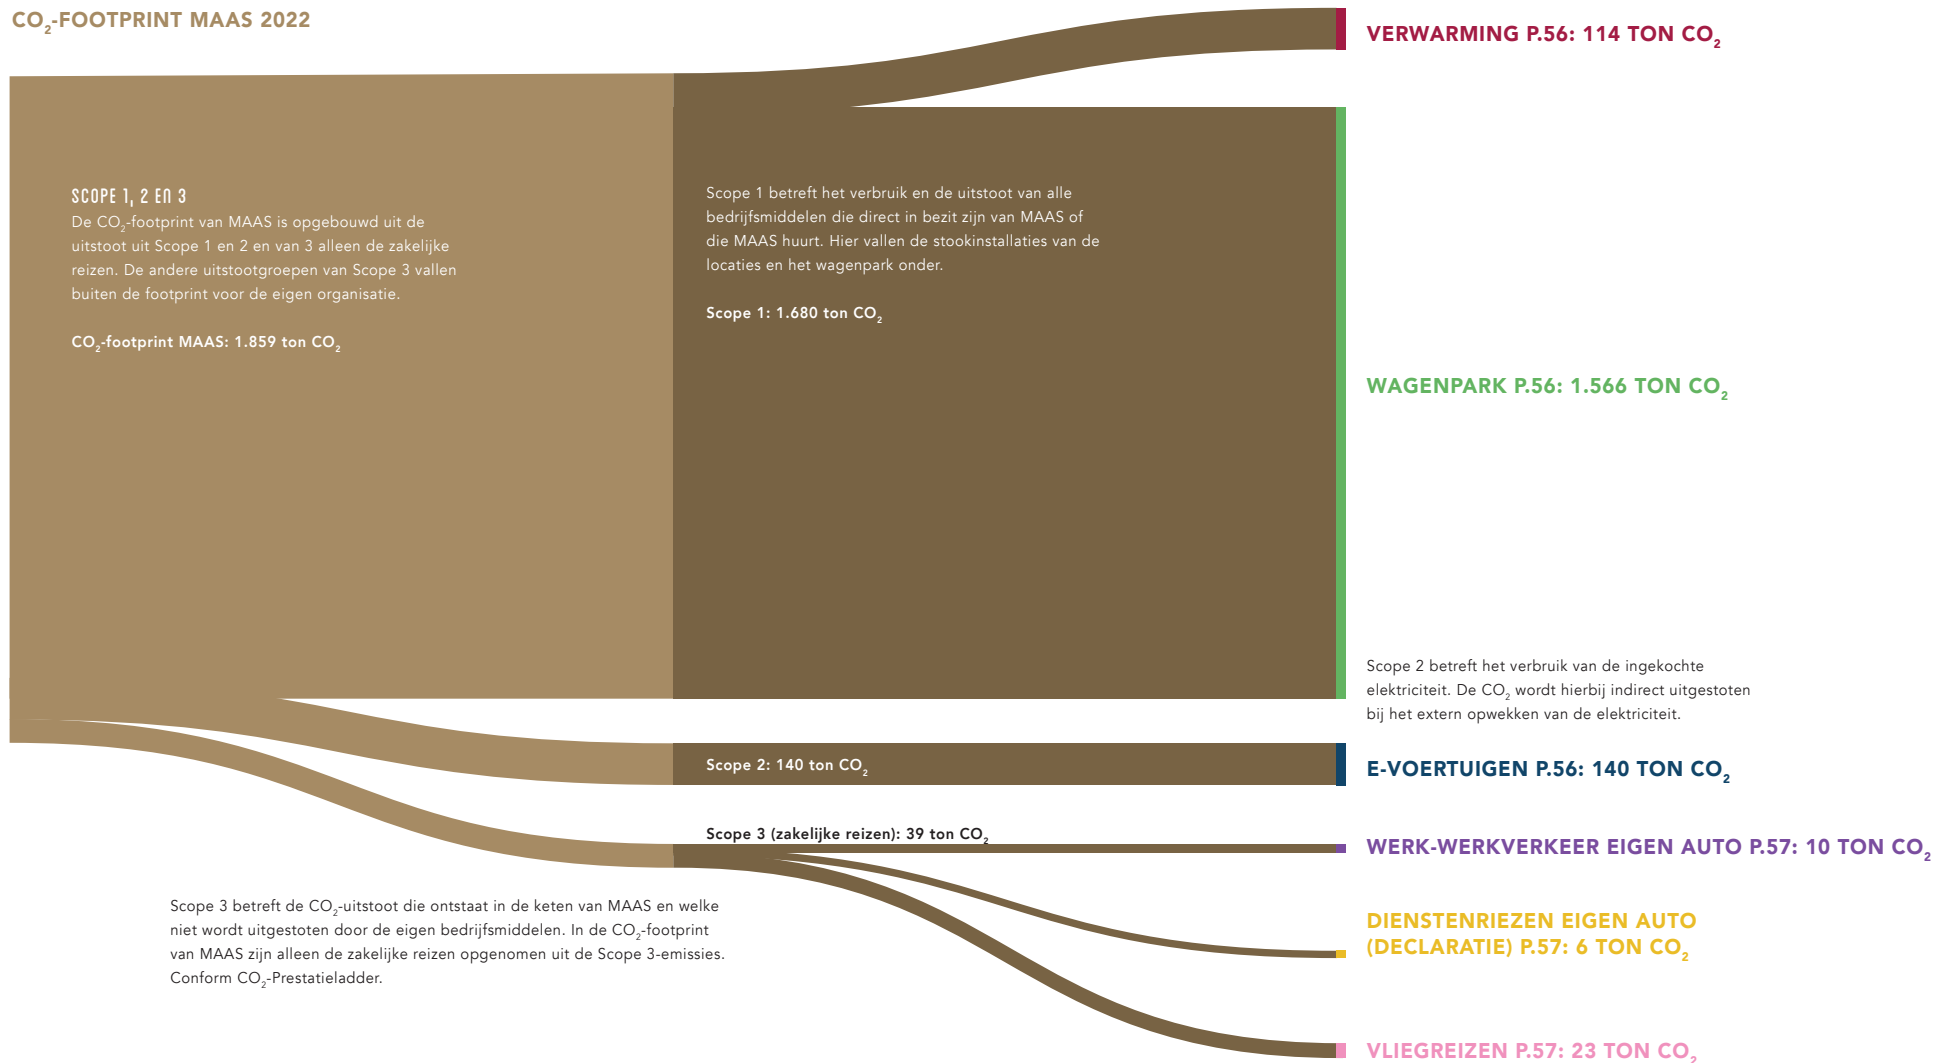 CO₂-FOOTPRINT MAAS 2022
SCOPE 1, 2 EN 3
De CO₂-footprint van MAAS is opgebouwd uit de
uitstoot uit Scope 1 en 2 en van 3 alleen de zakelijke
reizen. De andere uitstootgroepen van Scope 3 vallen
buiten de footprint voor de eigen organisatie.
CO₂-footprint MAAS: 1.859 ton CO₂
Scope 1 betreft het verbruik en de uitstoot van alle
bedrijfsmiddelen die direct in bezit zijn van MAAS of
die MAAS huurt. Hier vallen de stookinstallaties van de
locaties en het wagenpark onder.
Scope 1: 1.680 ton CO₂
VERWARMING P.56: 114 TON CO₂
WAGENPARK P.56: 1.566 TON CO₂
Scope 2 betreft het verbruik van de ingekochte
elektriciteit. De CO₂ wordt hierbij indirect uitgestoten
bij het extern opwekken van de elektriciteit.
Scope 2: 140 ton CO₂
E-VOERTUIGEN P.56: 140 TON CO₂
Scope 3 (zakelijke reizen): 39 ton CO₂
WERK-WERKVERKEER EIGEN AUTO P.57: 10 TON CO₂
Scope 3 betreft de CO₂-uitstoot die ontstaat in de keten van MAAS en welke
niet wordt uitgestoten door de eigen bedrijfsmiddelen. In de CO₂-footprint
van MAAS zijn alleen de zakelijke reizen opgenomen uit de Scope 3-emissies.
Conform CO₂-Prestatieladder.
DIENSTENRIEZEN EIGEN AUTO
(DECLARATIE) P.57: 6 TON CO₂
VLIEGREIZEN P.57: 23 TON CO₂